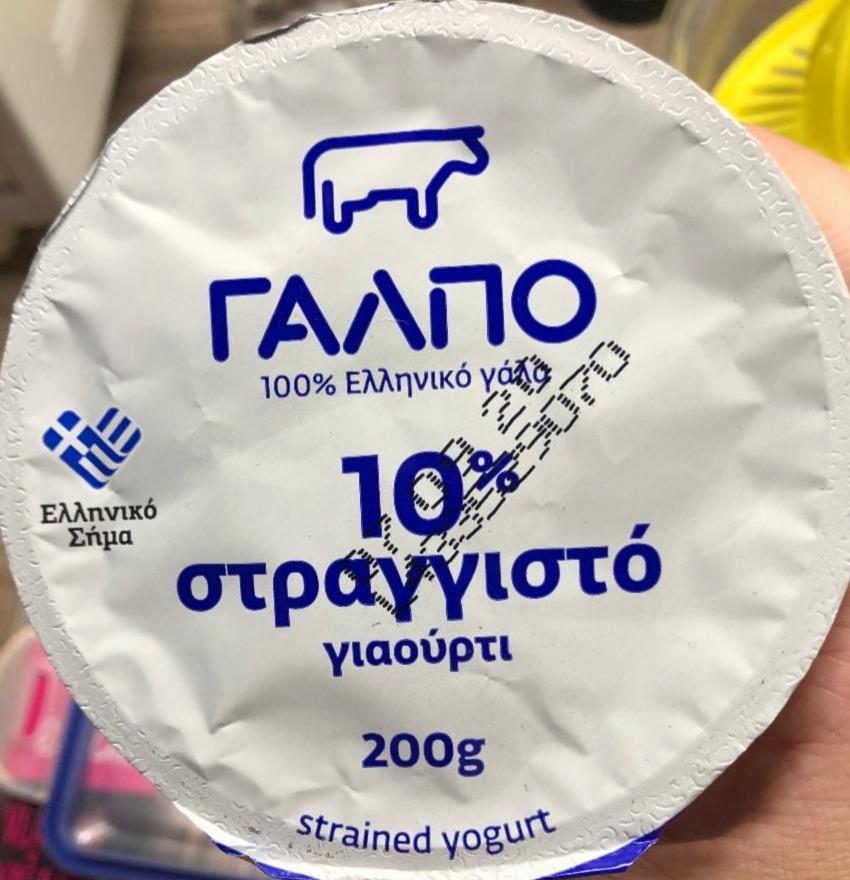 ΓΑΛΠΟ
100% Ελληνικό γάλα
Ελληνικό
Σήμα
10%
στραγγιστό
γιαούρτι
200g
strained yogurt